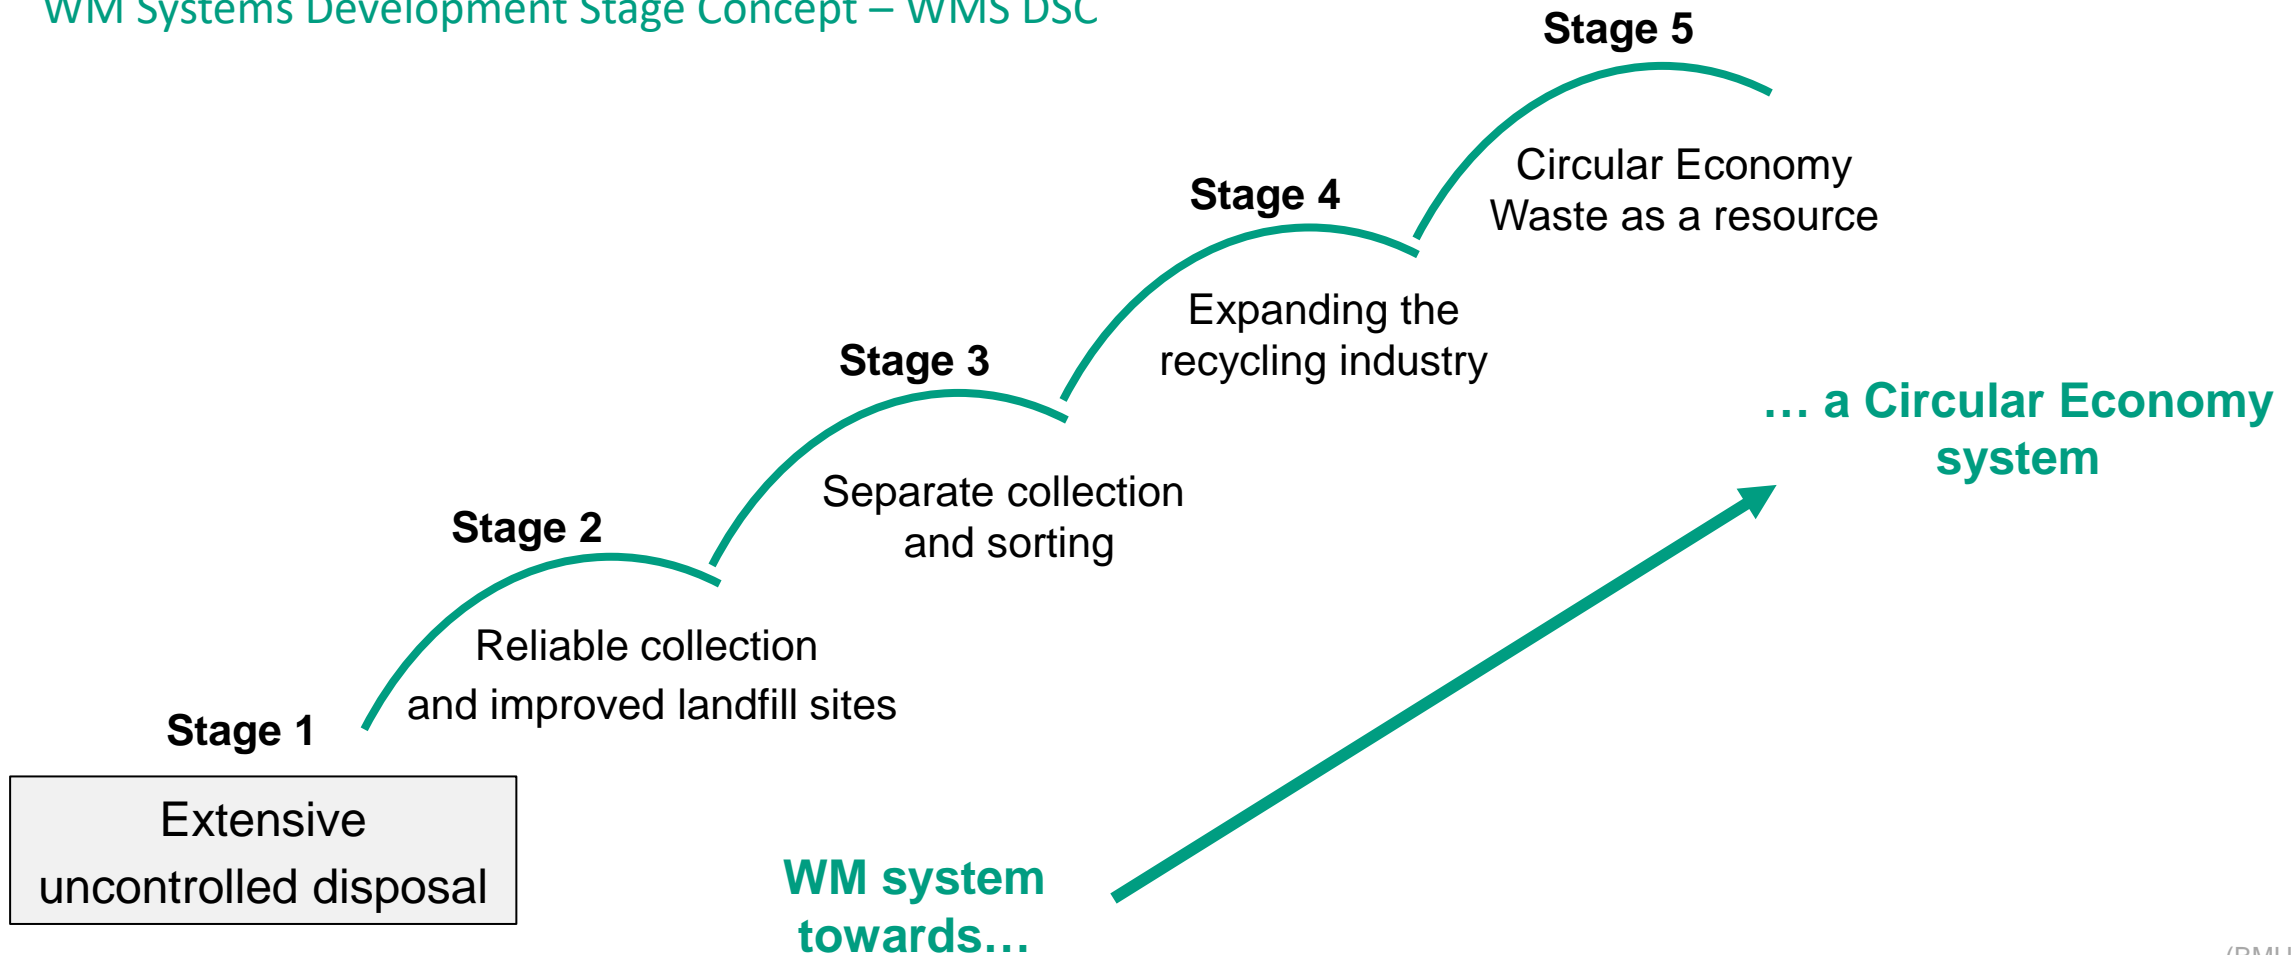 WM Systems Development Stage Concept – WMS DSC
Stage 5
Circular Economy
Waste as a resource
Stage 4
Expanding the
recycling industry
Stage 3
Separate collection
and sorting
Stage 2
Reliable collection
and improved landfill sites
Stage 1
Extensive
uncontrolled disposal
WM system
towards...
... a Circular Economy
system